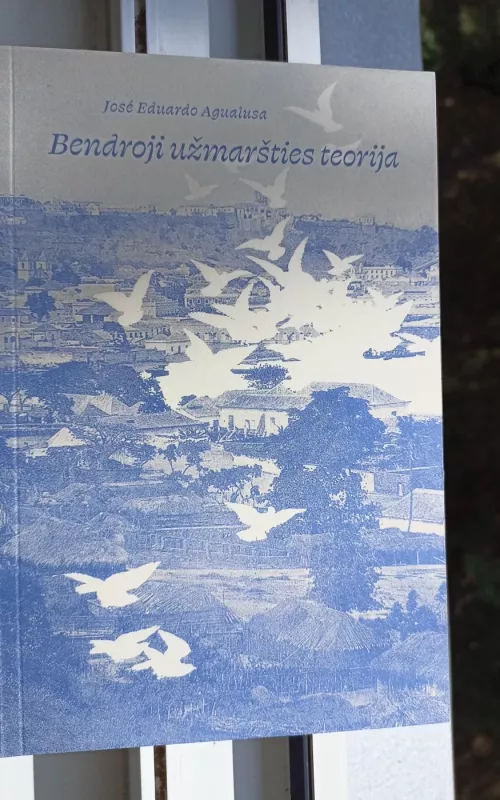 José Eduardo Agualusa
Bendroji užmaršties teorija